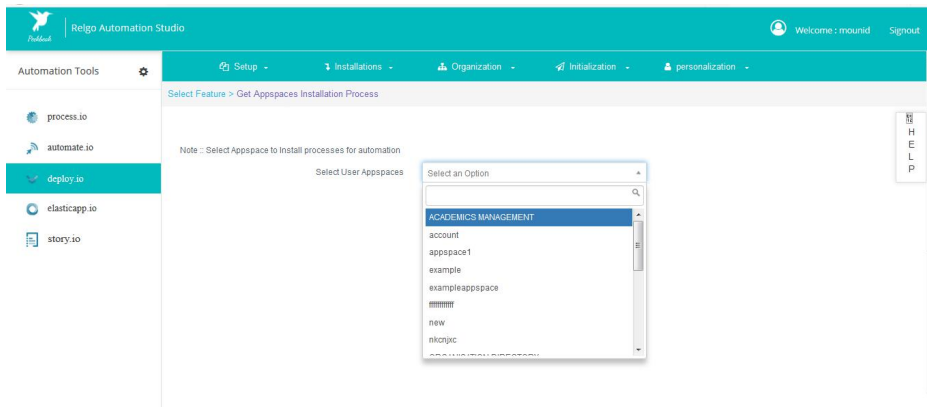 Relgo Automation Studio
Welcome : mounid
Signout
Automation Tools
Setup
Installations
Organization
Initialization
personalization
Select Feature > Get Appspaces Installation Process
process.io
automate.io
deploy.io
elasticapp.io
story.io
HELP
Note :: Select Appspace to Install processes for automation
Select User Appspaces
Select an Option
ACADEMICS MANAGEMENT
account
appspace1
example
exampleappspace
new
nkcnjxc